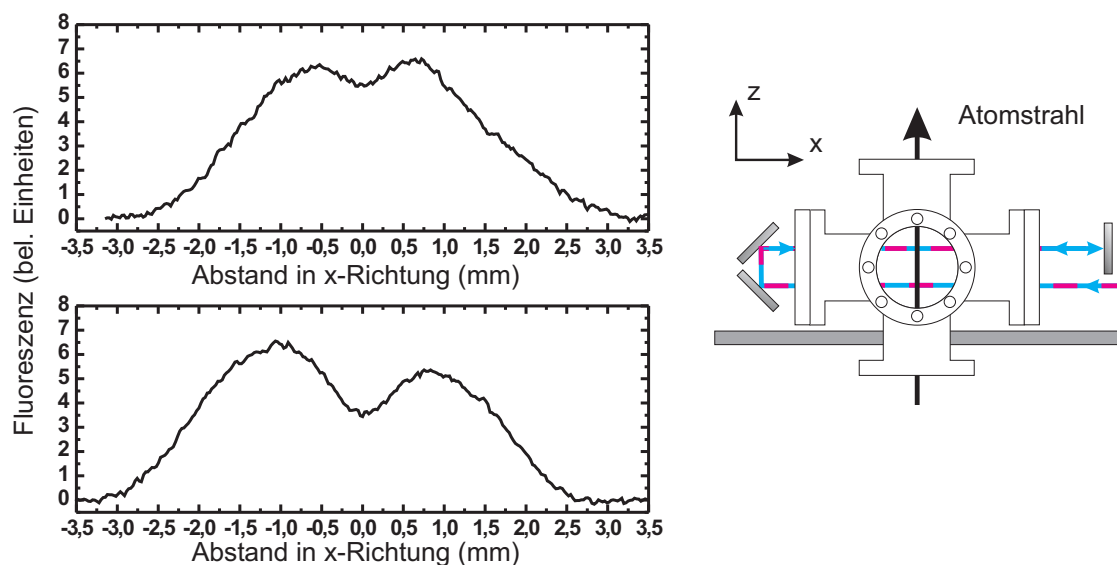 Fluoreszenz (bel. Einheiten)
8
7
6
5
4
3
2
1
0
-3,5 -3,0 -2,5 -2,0 -1,5 -1,0 -0,5 0,0 0,5 1,0 1,5 2,0 2,5 3,0 3,5
Abstand in x-Richtung (mm)
8
7
6
5
4
3
2
1
0
-3,5 -3,0 -2,5 -2,0 -1,5 -1,0 -0,5 0,0 0,5 1,0 1,5 2,0 2,5 3,0 3,5
Abstand in x-Richtung (mm)
z
x
Atomstrahl